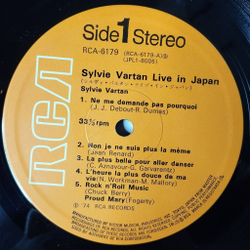 Side 1 Stereo
RCA-6179 (RCA-6179-A)
(JPL1-8005)
Sylvie Vartan Live in Japan
Sylvie Vartan
1. Ne me demande pas pourquoi
(J. J. Debout-R. Dumas)
33⅓ rpm
2. Non je ne suis plus la même
(Jean Renard)
3. La plus belle pour aller danser
(C. Aznavour-G. Garvarentz)
4. L'heure la plus douce de ma
vie (N. Workman-M. Mallory)
5. Rock n'Roll Music
(Chuck Berry)
Proud Mary (Fogerty)
℗ '74 RCA RECORDS
RCA